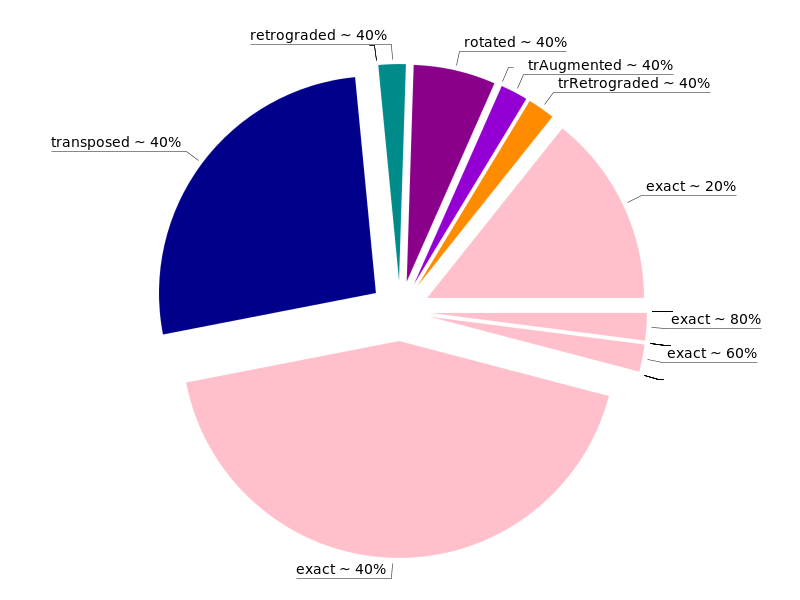 retrograded ~ 40%
rotated ~ 40%
trAugmented ~ 40%
trRetrograded ~ 40%
transposed ~ 40%
exact ~ 20%
exact ~ 80%
exact ~ 60%
exact ~ 40%